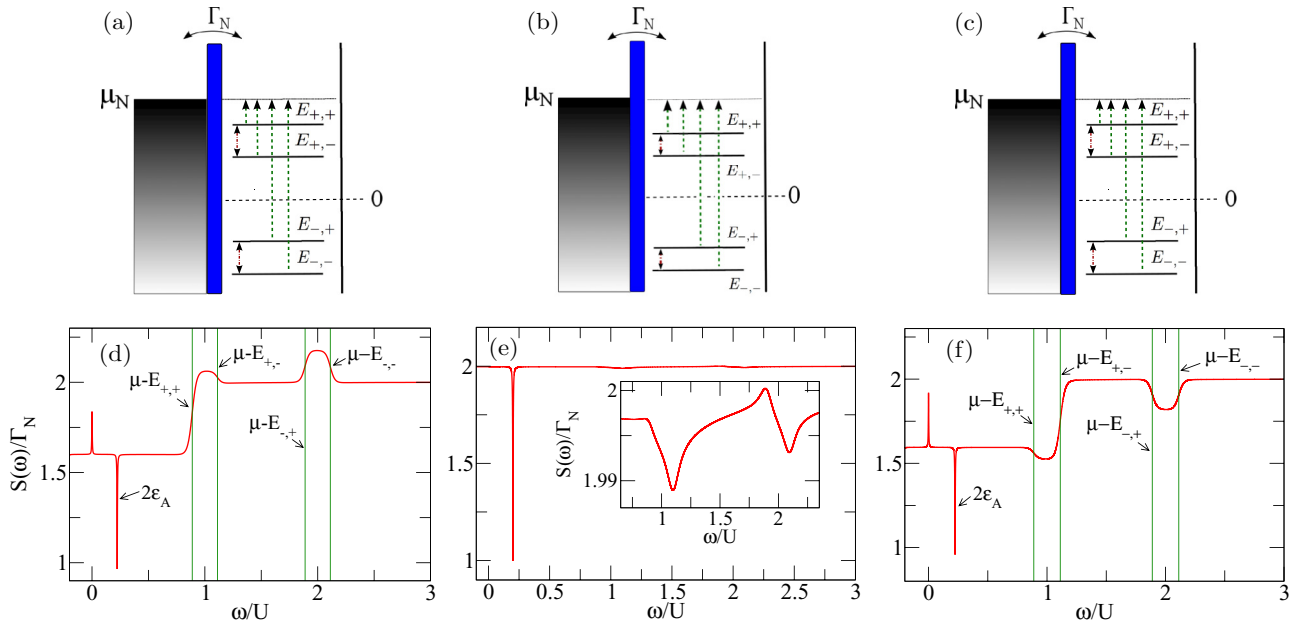 (a)
Γ_N
μ_N
E_{+,+}
E_{+,-}
0
E_{-,+}
E_{-,-}
(b)
Γ_N
μ_N
E_{+,+}
E_{+,-}
0
E_{-,+}
E_{-,-}
(c)
Γ_N
μ_N
E_{+,+}
E_{+,-}
0
E_{-,+}
E_{-,-}
(d)
S(ω)/Γ_N
2
1.5
1
μ-E_{+,+}
μ-E_{+,-}
μ-E_{-,+}
μ-E_{-,-}
2ε_A
0 1 2 3
ω/U
(e)
2
1.5
1
S(ω)/Γ_N
2
1.99
1 1.5 2
ω/U
0 0.5 1 1.5 2 2.5 3
ω/U
(f)
S(ω)/Γ_N
2
1.5
1
μ−E_{+,+}
μ−E_{+,−}
μ−E_{−,+}
μ−E_{−,−}
2ε_A
0 1 2 3
ω/U